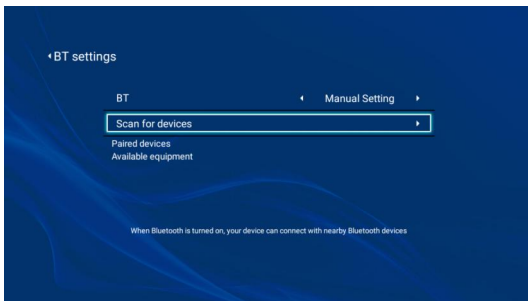 BT settings
BT Manual Setting
Scan for devices
Paired devices
Available equipment
When Bluetooth is turned on, your device can connect with nearby Bluetooth devices